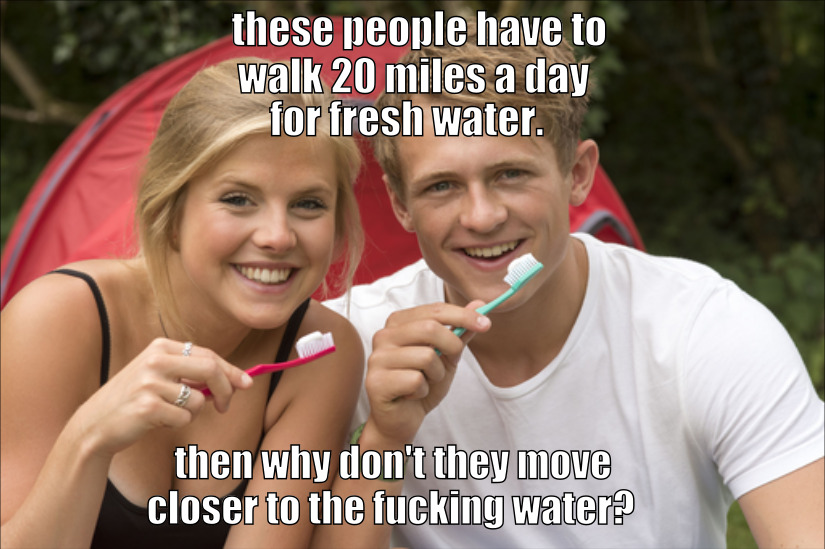 these people have to
walk 20 miles a day
for fresh water.
then why don't they move
closer to the fucking water?